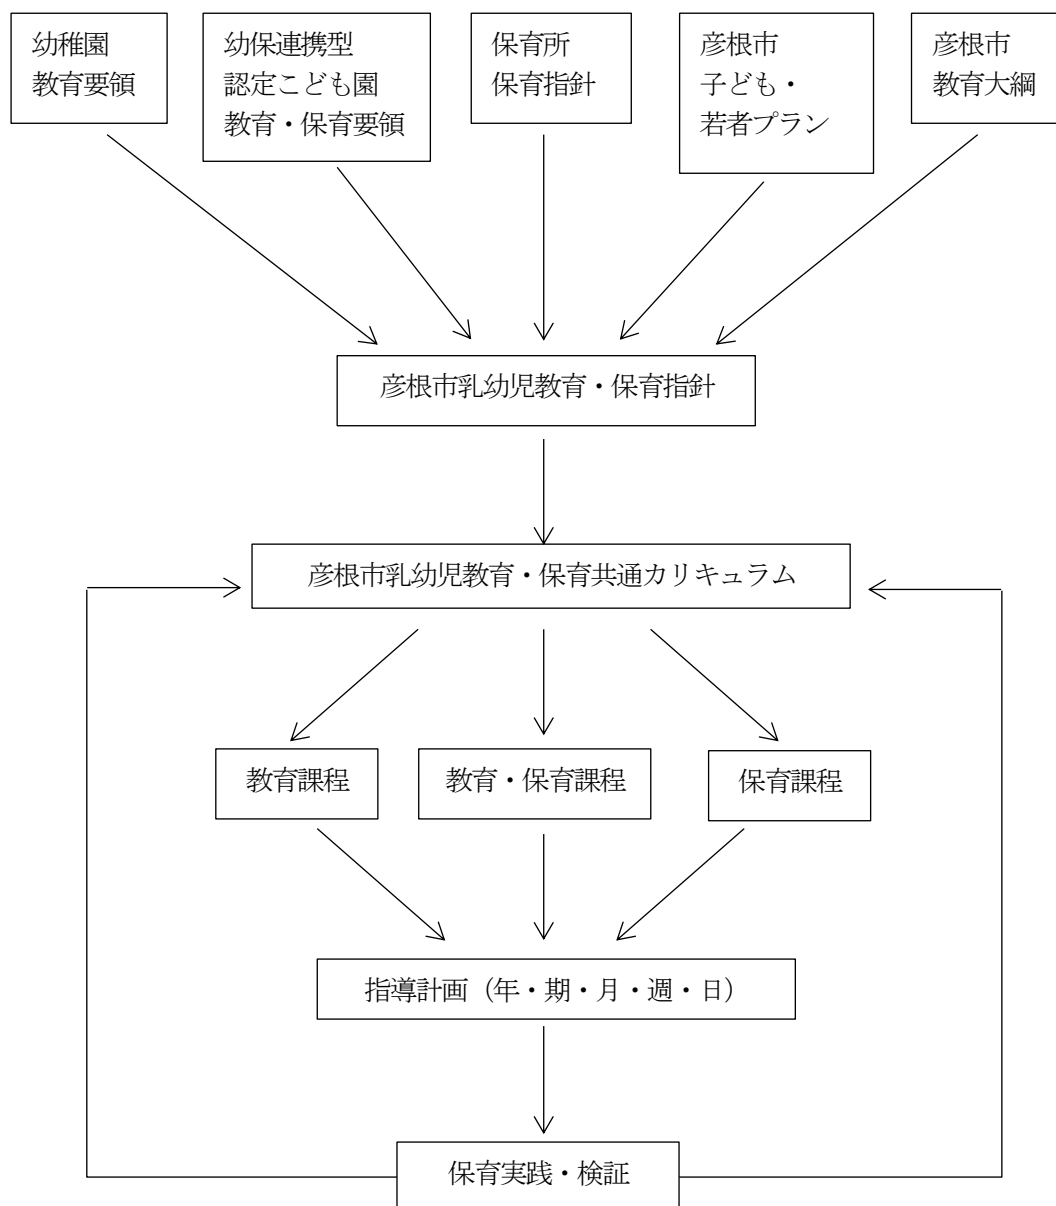 幼稚園
教育要領
幼保連携型
認定こども園
教育・保育要領
保育所
保育指針
彦根市
子ども・
若者プラン
彦根市
教育大綱
彦根市乳幼児教育・保育指針
彦根市乳幼児教育・保育共通カリキュラム
教育課程
教育・保育課程
保育課程
指導計画（年・期・月・週・日）
保育実践・検証